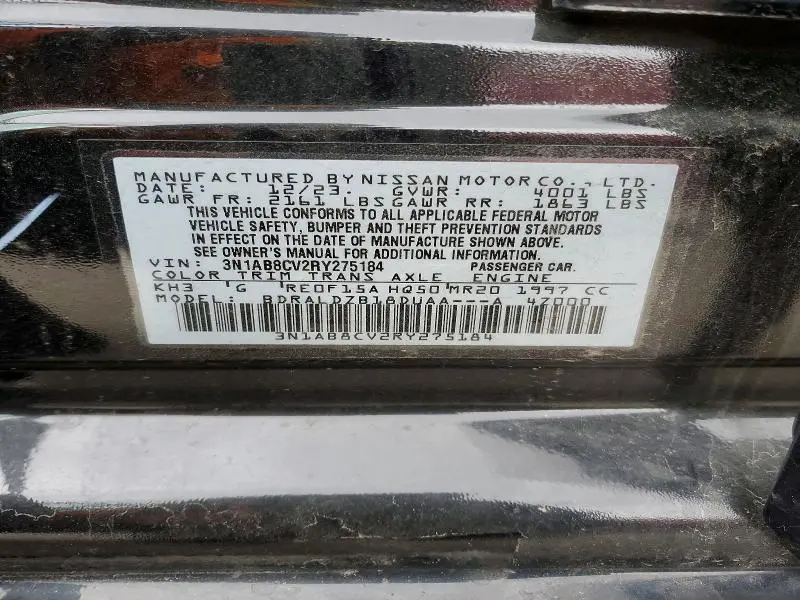 MANUFACTURED BY NISSAN MOTOR CO., LTD.
DATE: 12/23. GVWR: 4001 LBS
GAWR FR: 2161 LBS GAWR RR: 1863 LBS
THIS VEHICLE CONFORMS TO ALL APPLICABLE FEDERAL MOTOR
VEHICLE SAFETY, BUMPER AND THEFT PREVENTION STANDARDS
IN EFFECT ON THE DATE OF MANUFACTURE SHOWN ABOVE.
SEE OWNER'S MANUAL FOR ADDITIONAL INFORMATION.
VIN: 3N1AB8CV2RY275184 PASSENGER CAR.
COLOR TRIM TRANS AXLE ENGINE
KH3 G RE0F15A HQ50 MR20 1997 CC
MODEL: BDRALDZB18DUAA---A 47000
3N1AB8CV2RY275184